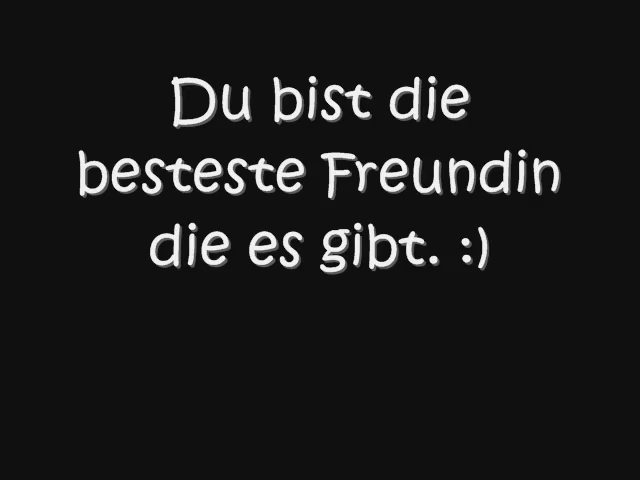 Du bist die
besteste Freundin
die es gibt. :)